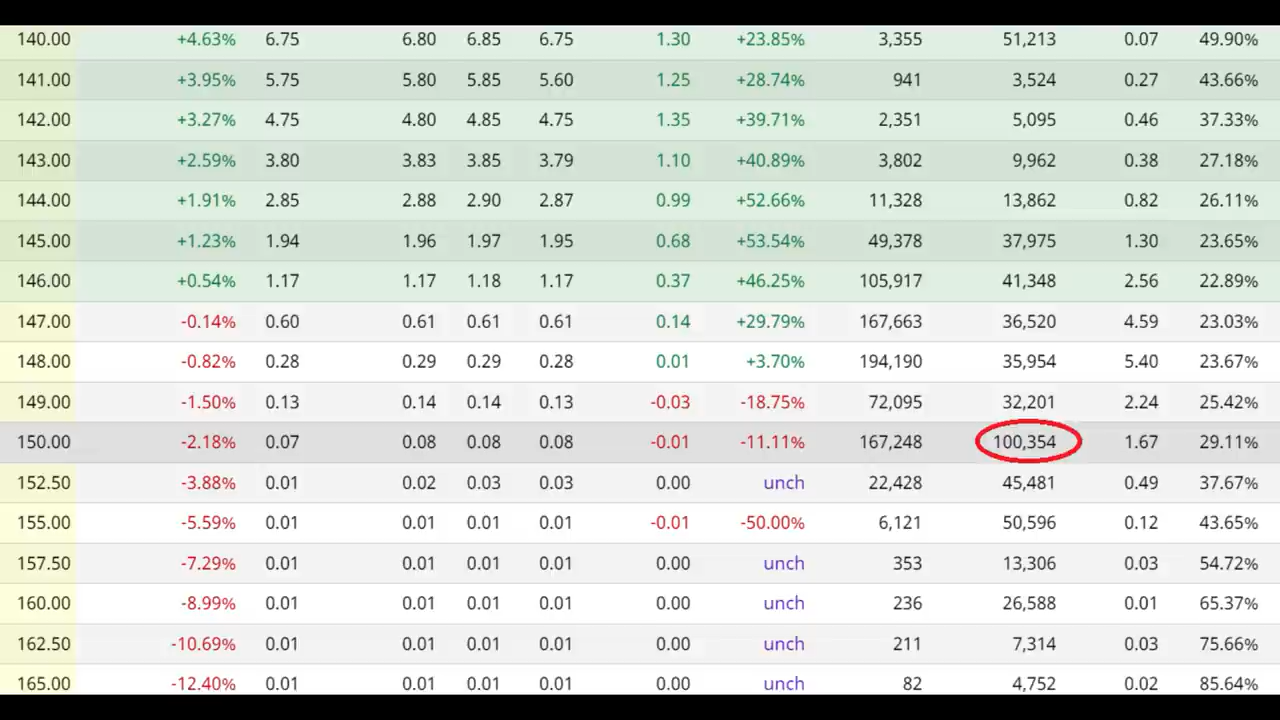 140.00 +4.63% 6.75 6.80 6.85 6.75 1.30 +23.85% 3,355 51,213 0.07 49.90%
141.00 +3.95% 5.75 5.80 5.85 5.60 1.25 +28.74% 941 3,524 0.27 43.66%
142.00 +3.27% 4.75 4.80 4.85 4.75 1.35 +39.71% 2,351 5,095 0.46 37.33%
143.00 +2.59% 3.80 3.83 3.85 3.79 1.10 +40.89% 3,802 9,962 0.38 27.18%
144.00 +1.91% 2.85 2.88 2.90 2.87 0.99 +52.66% 11,328 13,862 0.82 26.11%
145.00 +1.23% 1.94 1.96 1.97 1.95 0.68 +53.54% 49,378 37,975 1.30 23.65%
146.00 +0.54% 1.17 1.17 1.18 1.17 0.37 +46.25% 105,917 41,348 2.56 22.89%
147.00 -0.14% 0.60 0.61 0.61 0.61 0.14 +29.79% 167,663 36,520 4.59 23.03%
148.00 -0.82% 0.28 0.29 0.29 0.28 0.01 +3.70% 194,190 35,954 5.40 23.67%
149.00 -1.50% 0.13 0.14 0.14 0.13 -0.03 -18.75% 72,095 32,201 2.24 25.42%
150.00 -2.18% 0.07 0.08 0.08 0.08 -0.01 -11.11% 167,248 100,354 1.67 29.11%
152.50 -3.88% 0.01 0.02 0.03 0.03 0.00 unch 22,428 45,481 0.49 37.67%
155.00 -5.59% 0.01 0.01 0.01 0.01 -0.01 -50.00% 6,121 50,596 0.12 43.65%
157.50 -7.29% 0.01 0.01 0.01 0.01 0.00 unch 353 13,306 0.03 54.72%
160.00 -8.99% 0.01 0.01 0.01 0.01 0.00 unch 236 26,588 0.01 65.37%
162.50 -10.69% 0.01 0.01 0.01 0.01 0.00 unch 211 7,314 0.03 75.66%
165.00 -12.40% 0.01 0.01 0.01 0.01 0.00 unch 82 4,752 0.02 85.64%